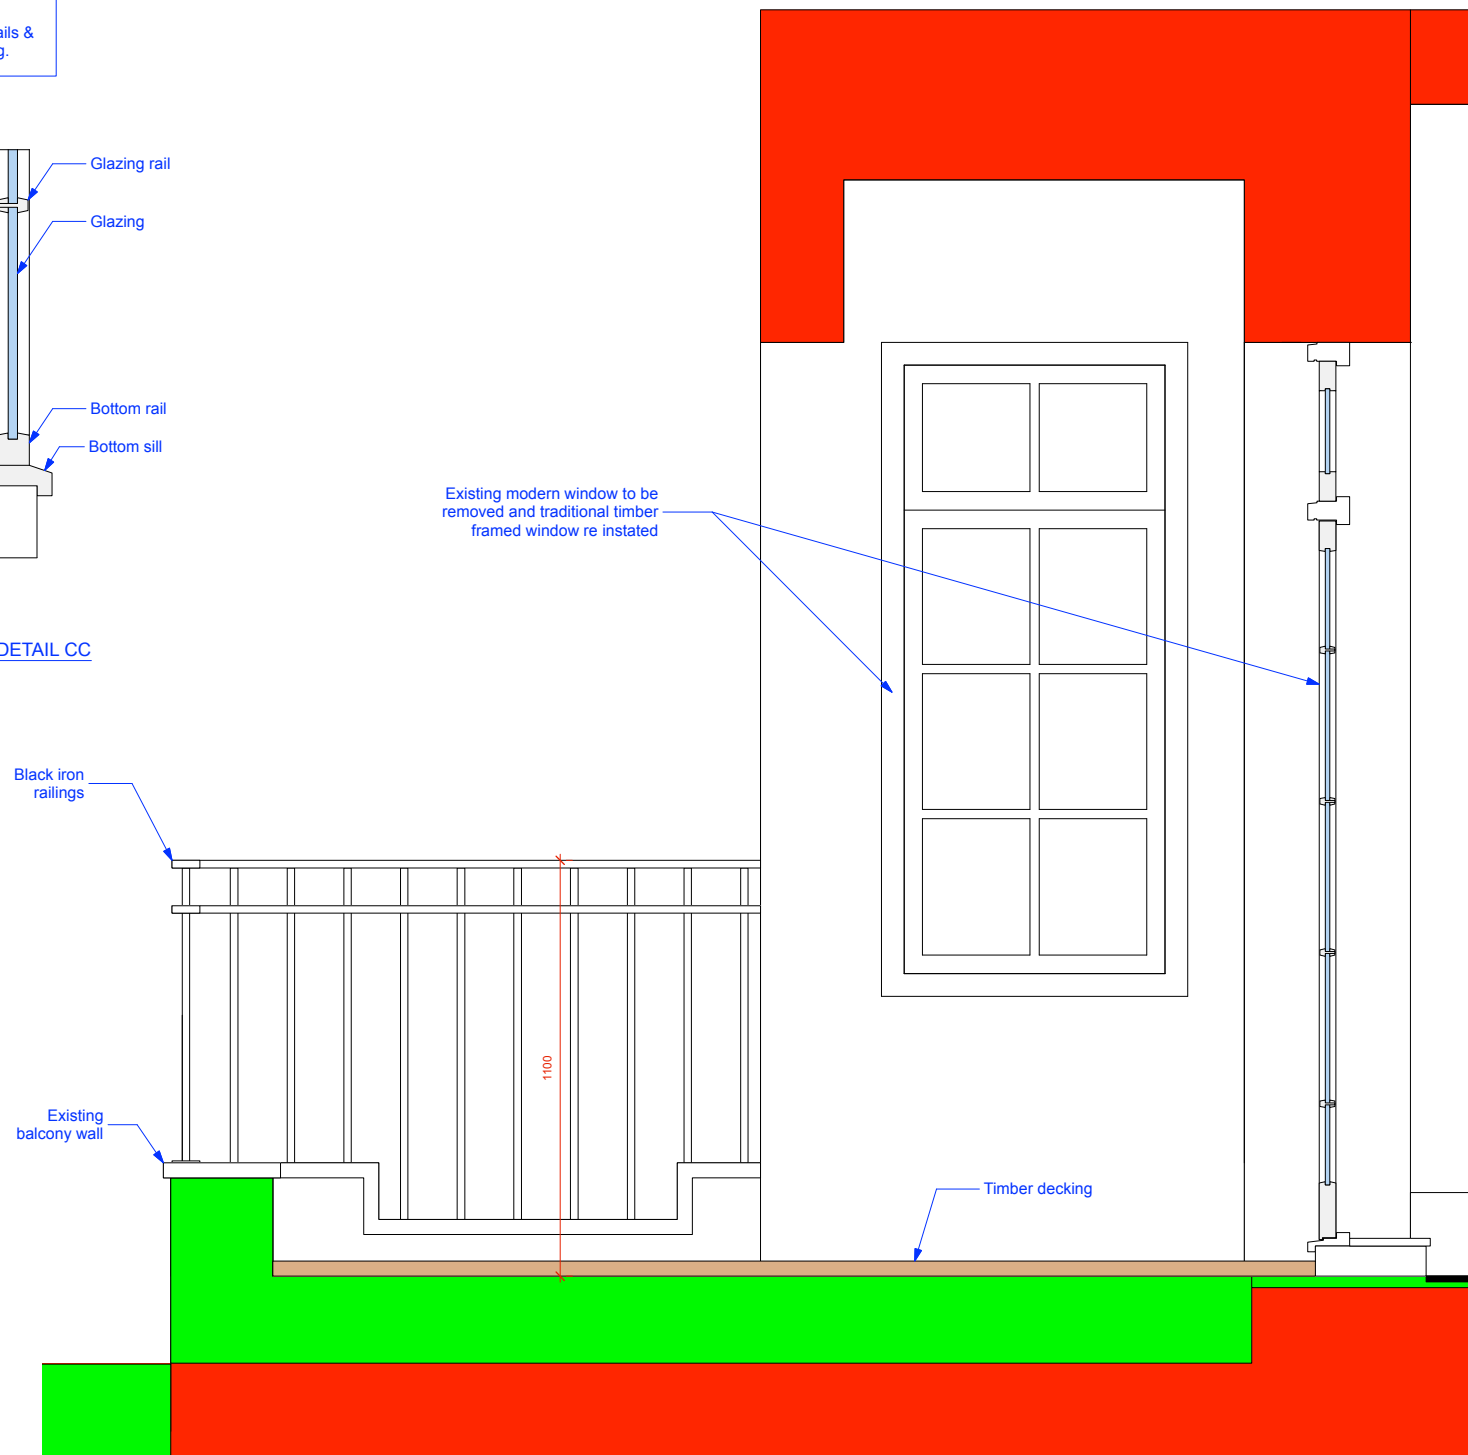 Glazing rail
Glazing
Bottom rail
Bottom sill
DETAIL CC
Existing modern window to be
removed and traditional timber
framed window re instated
Black iron
railings
1100
Existing
balcony wall
Timber decking